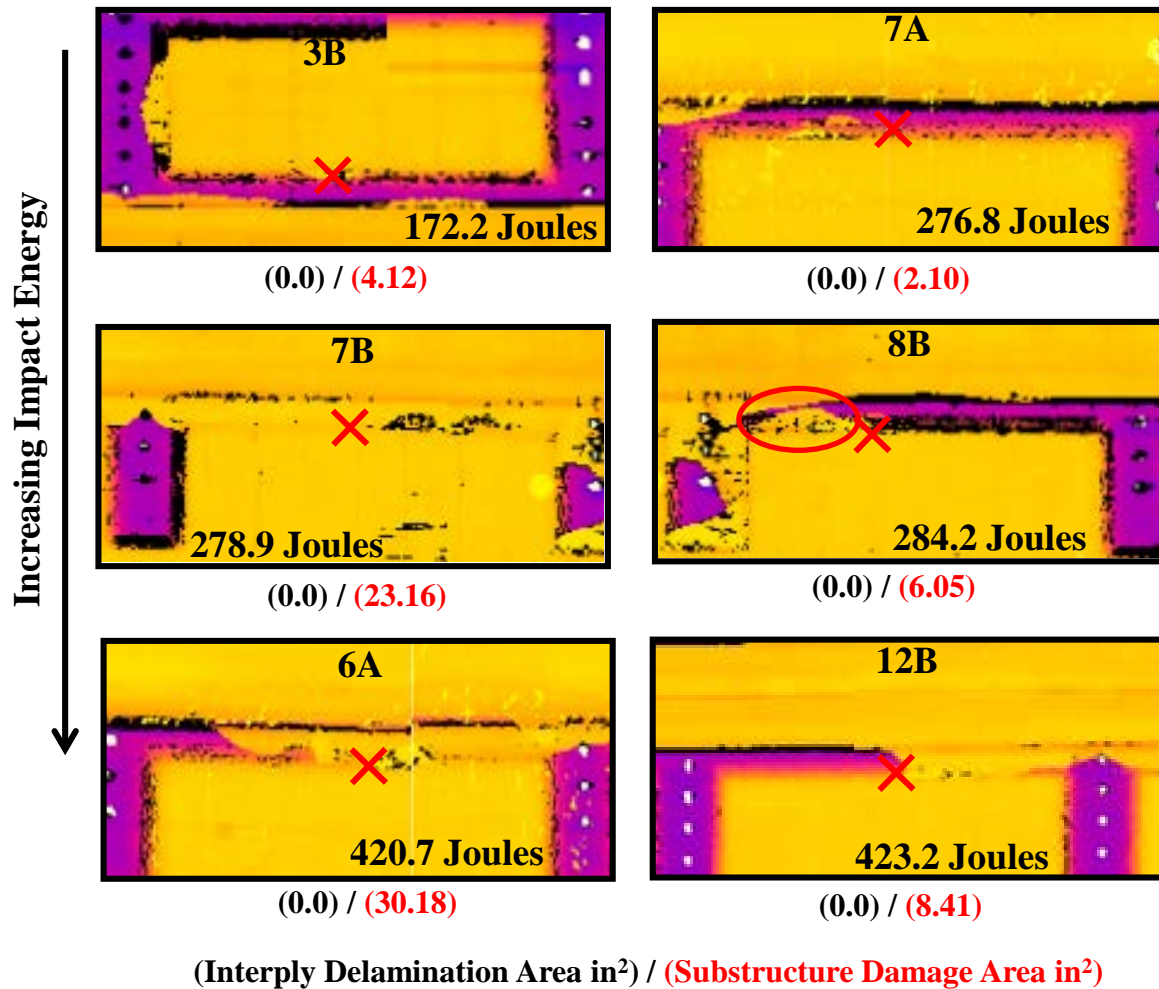 Increasing Impact Energy
3B
172.2 Joules
(0.0) / (4.12)
7A
276.8 Joules
(0.0) / (2.10)
7B
278.9 Joules
(0.0) / (23.16)
8B
284.2 Joules
(0.0) / (6.05)
6A
420.7 Joules
(0.0) / (30.18)
12B
423.2 Joules
(0.0) / (8.41)
(Interply Delamination Area in²) / (Substructure Damage Area in²)